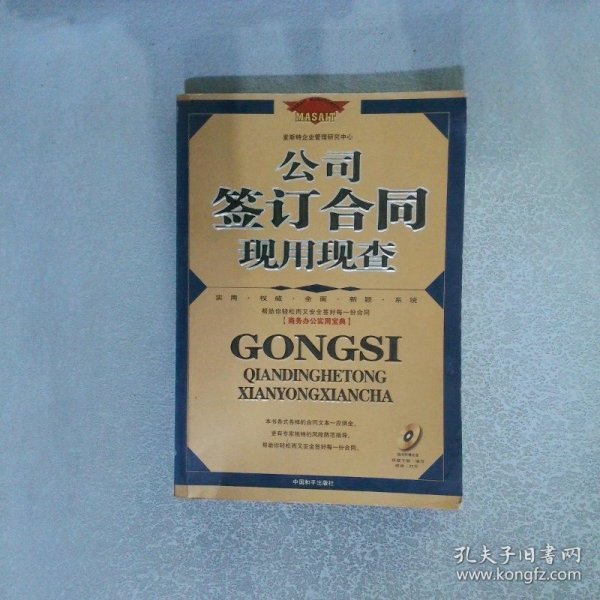 MASAIT
麦斯特企业管理研究中心
公司
签订合同
现用现查
实用·权威·全面·新颖·系统
帮助你轻松而又安全签好每一份合同
【商务办公实用宝典】
GONGSI
QIANDINGHETONG
XIANYONGXIANCHA
本书各式各样的合同文本一应俱全,
更有专家独特的风险防范指导,
帮助你轻松而又安全签好每一份合同。
中国和平出版社
孔夫子旧书网
www.kongfz.com